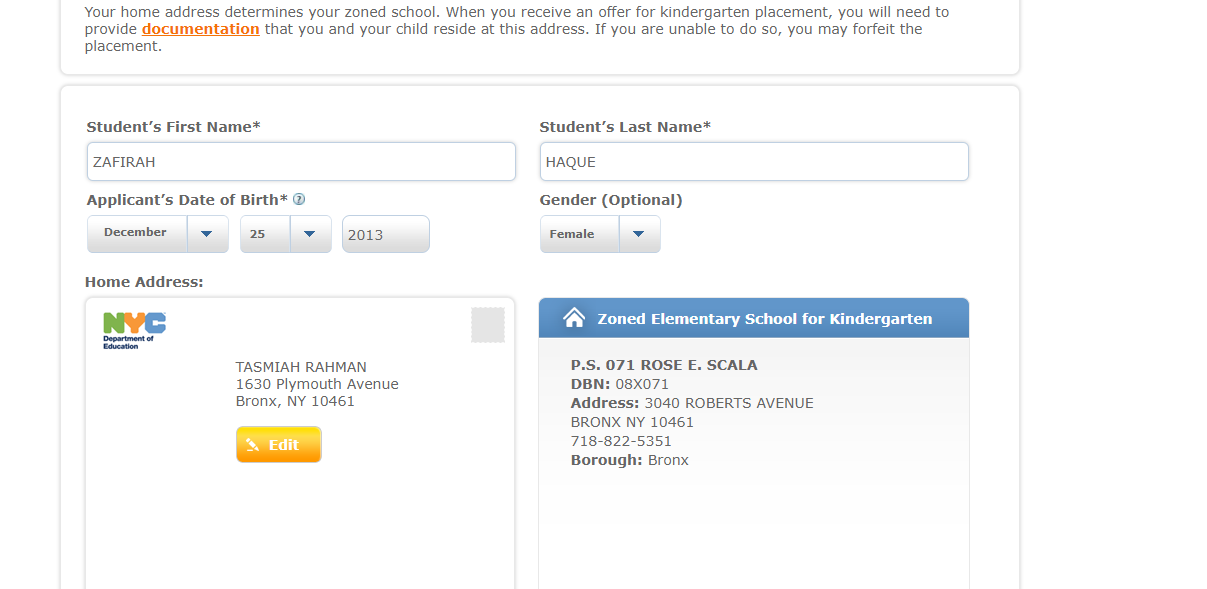 Your home address determines your zoned school. When you receive an offer for kindergarten placement, you will need to
provide documentation that you and your child reside at this address. If you are unable to do so, you may forfeit the
placement.
Student’s First Name*
Student’s Last Name*
ZAFIRAH
HAQUE
Applicant’s Date of Birth* ?
Gender (Optional)
December
25
2013
Female
Home Address:
NYC
Department of
Education
TASMIAH RAHMAN
1630 Plymouth Avenue
Bronx, NY 10461
Edit
Zoned Elementary School for Kindergarten
P.S. 071 ROSE E. SCALA
DBN: 08X071
Address: 3040 ROBERTS AVENUE
BRONX NY 10461
718-822-5351
Borough: Bronx